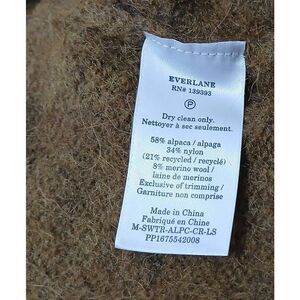 EVERLANE
RN# 139393
P
Dry clean only.
Nettoyer à sec seulement.
58% alpaca / alpaga
34% nylon
(21% recycled / recyclé)
8% merino wool /
laine de merinos
Exclusive of trimming /
Garniture non comprise
Made in China
Fabriqué en Chine
M-SWTR-ALPC-CR-LS
PP1675542008